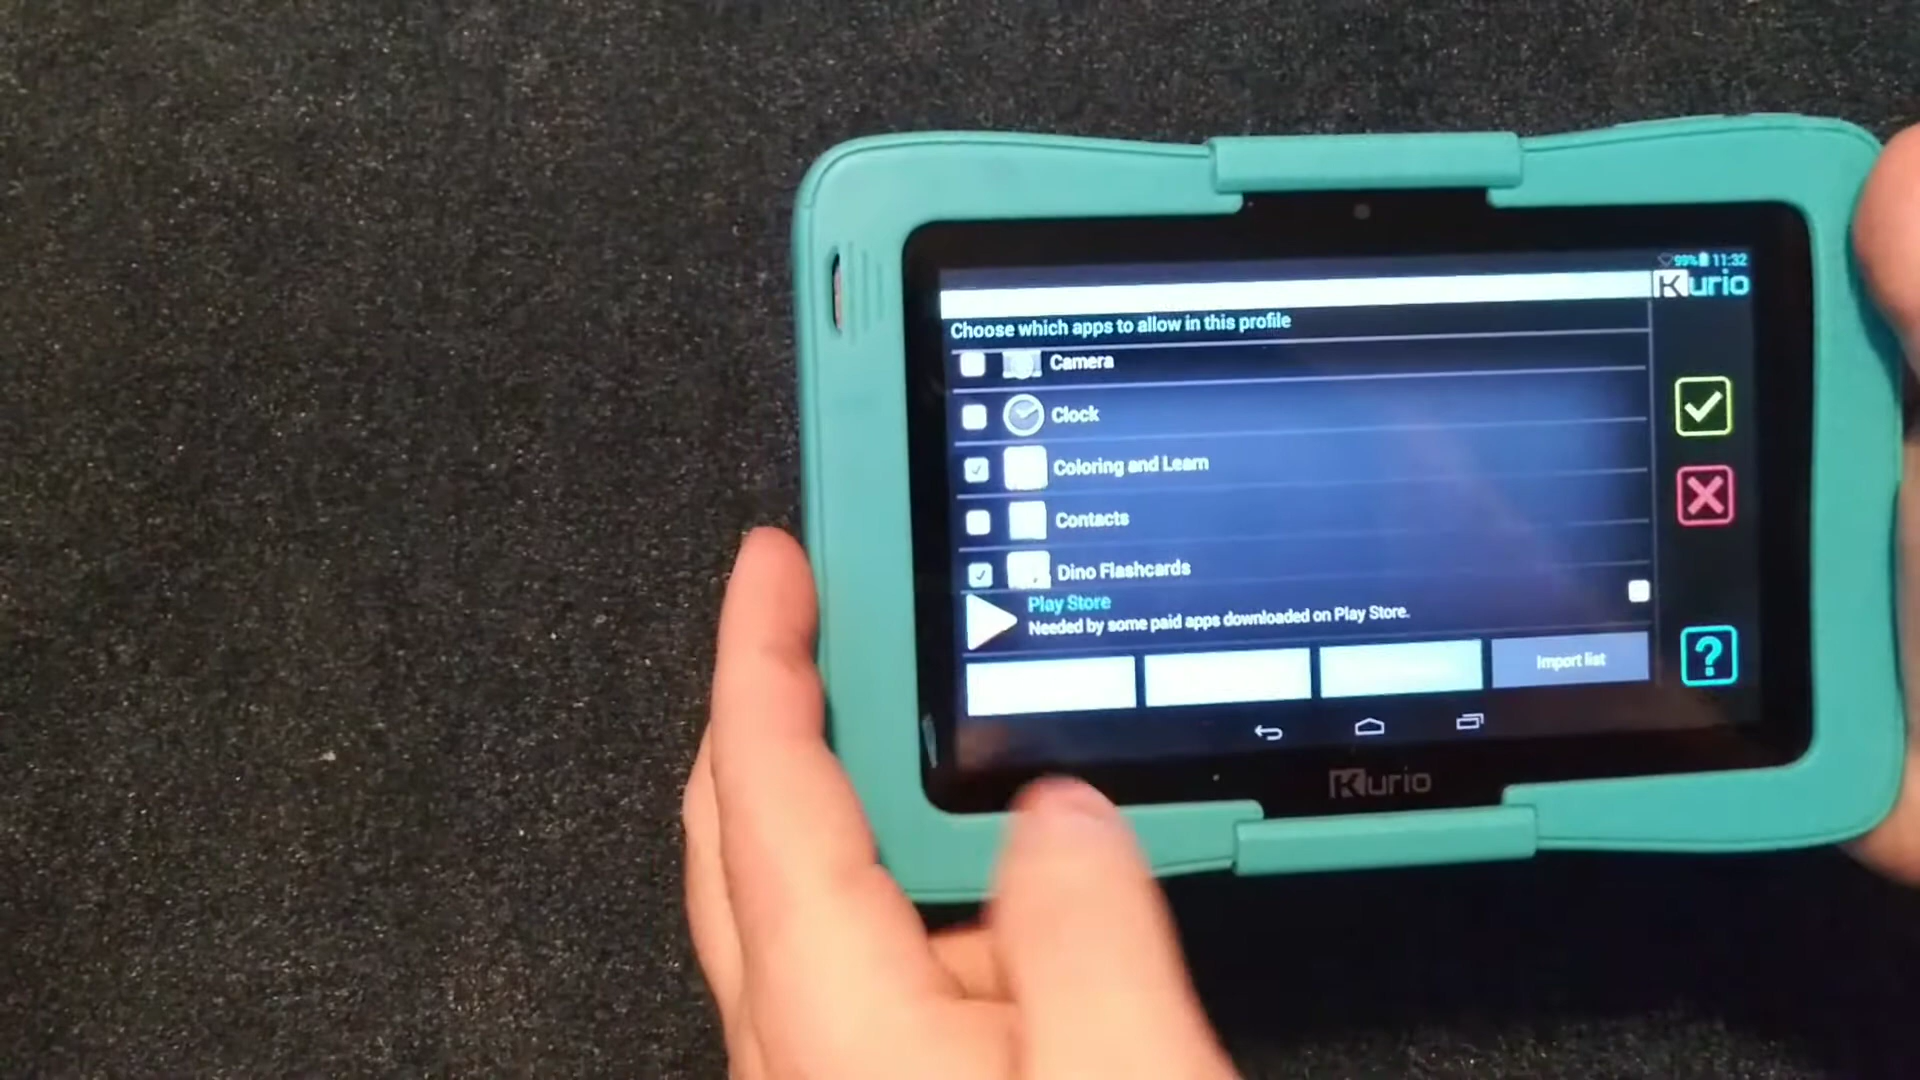 99% 11:32
Kurio
Choose which apps to allow in this profile
Camera
Clock
Coloring and Learn
Contacts
Dino Flashcards
Play Store
Needed by some paid apps downloaded on Play Store.
Import list
Kurio